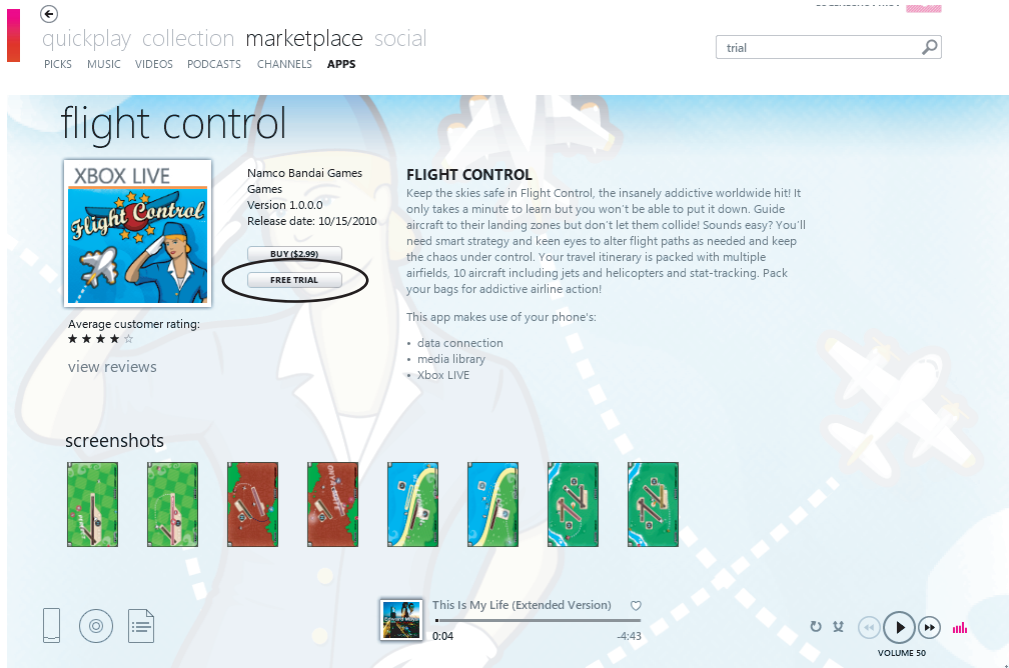 quickplay collection marketplace social
trial
PICKS MUSIC VIDEOS PODCASTS CHANNELS APPS
flight control
XBOX LIVE
Flight Control
Namco Bandai Games
Games
Version 1.0.0.0
Release date: 10/15/2010
BUY ($2.99)
FREE TRIAL
Average customer rating:
view reviews
FLIGHT CONTROL
Keep the skies safe in Flight Control, the insanely addictive worldwide hit! It
only takes a minute to learn but you won't be able to put it down. Guide
aircraft to their landing zones but don't let them collide! Sounds easy? You'll
need smart strategy and keen eyes to alter flight paths as needed and keep
the chaos under control. Your travel itinerary is packed with multiple
airfields, 10 aircraft including jets and helicopters and stat-tracking. Pack
your bags for addictive airline action!
This app makes use of your phone's:
• data connection
• media library
• Xbox LIVE
screenshots
This Is My Life (Extended Version)
0:04
-4:43
VOLUME 50